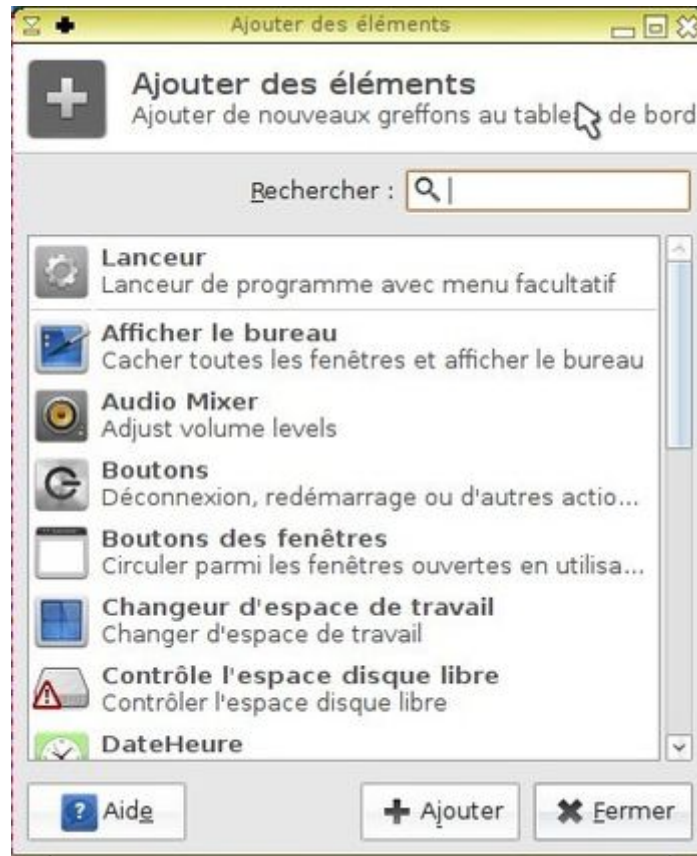 Ajouter des éléments
Ajouter des éléments
Ajouter de nouveaux greffons au tableau de bord
Rechercher :
Lanceur
Lanceur de programme avec menu facultatif
Afficher le bureau
Cacher toutes les fenêtres et afficher le bureau
Audio Mixer
Adjust volume levels
Boutons
Déconnexion, redémarrage ou d'autres actio...
Boutons des fenêtres
Circuler parmi les fenêtres ouvertes en utilisa...
Changeur d'espace de travail
Changer d'espace de travail
Contrôle l'espace disque libre
Contrôler l'espace disque libre
DateHeure
Aide
Ajouter
Fermer